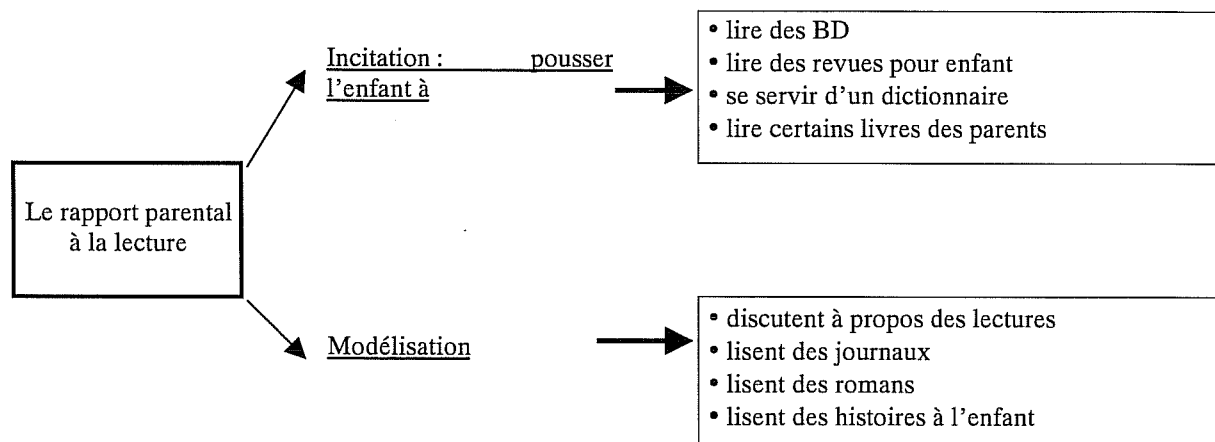 Incitation : pousser
l'enfant à
• lire des BD
• lire des revues pour enfant
• se servir d'un dictionnaire
• lire certains livres des parents
Le rapport parental
à la lecture
Modélisation
• discutent à propos des lectures
• lisent des journaux
• lisent des romans
• lisent des histoires à l'enfant